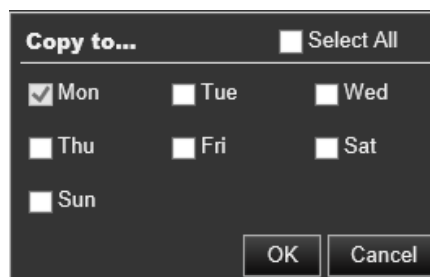 Copy to... Select All
Mon Tue Wed
Thu Fri Sat
Sun
OK Cancel